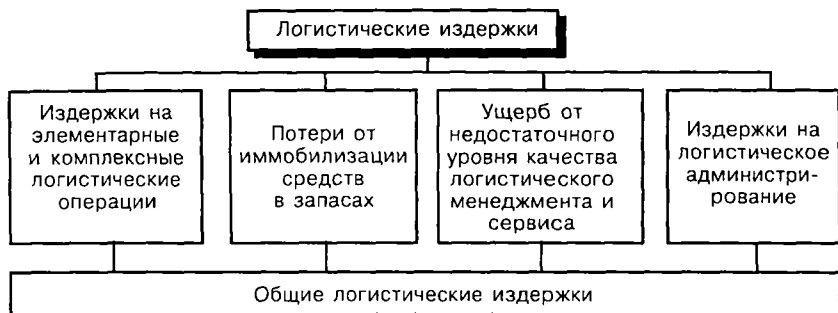 Логистические издержки
Издержки на
элементарные
и комплексные
логистические
операции
Потери от
иммобилизации
средств
в запасах
Ущерб от
недостаточного
уровня качества
логистического
менеджмента и
сервиса
Издержки на
логистическое
администри-
рование
Общие логистические издержки